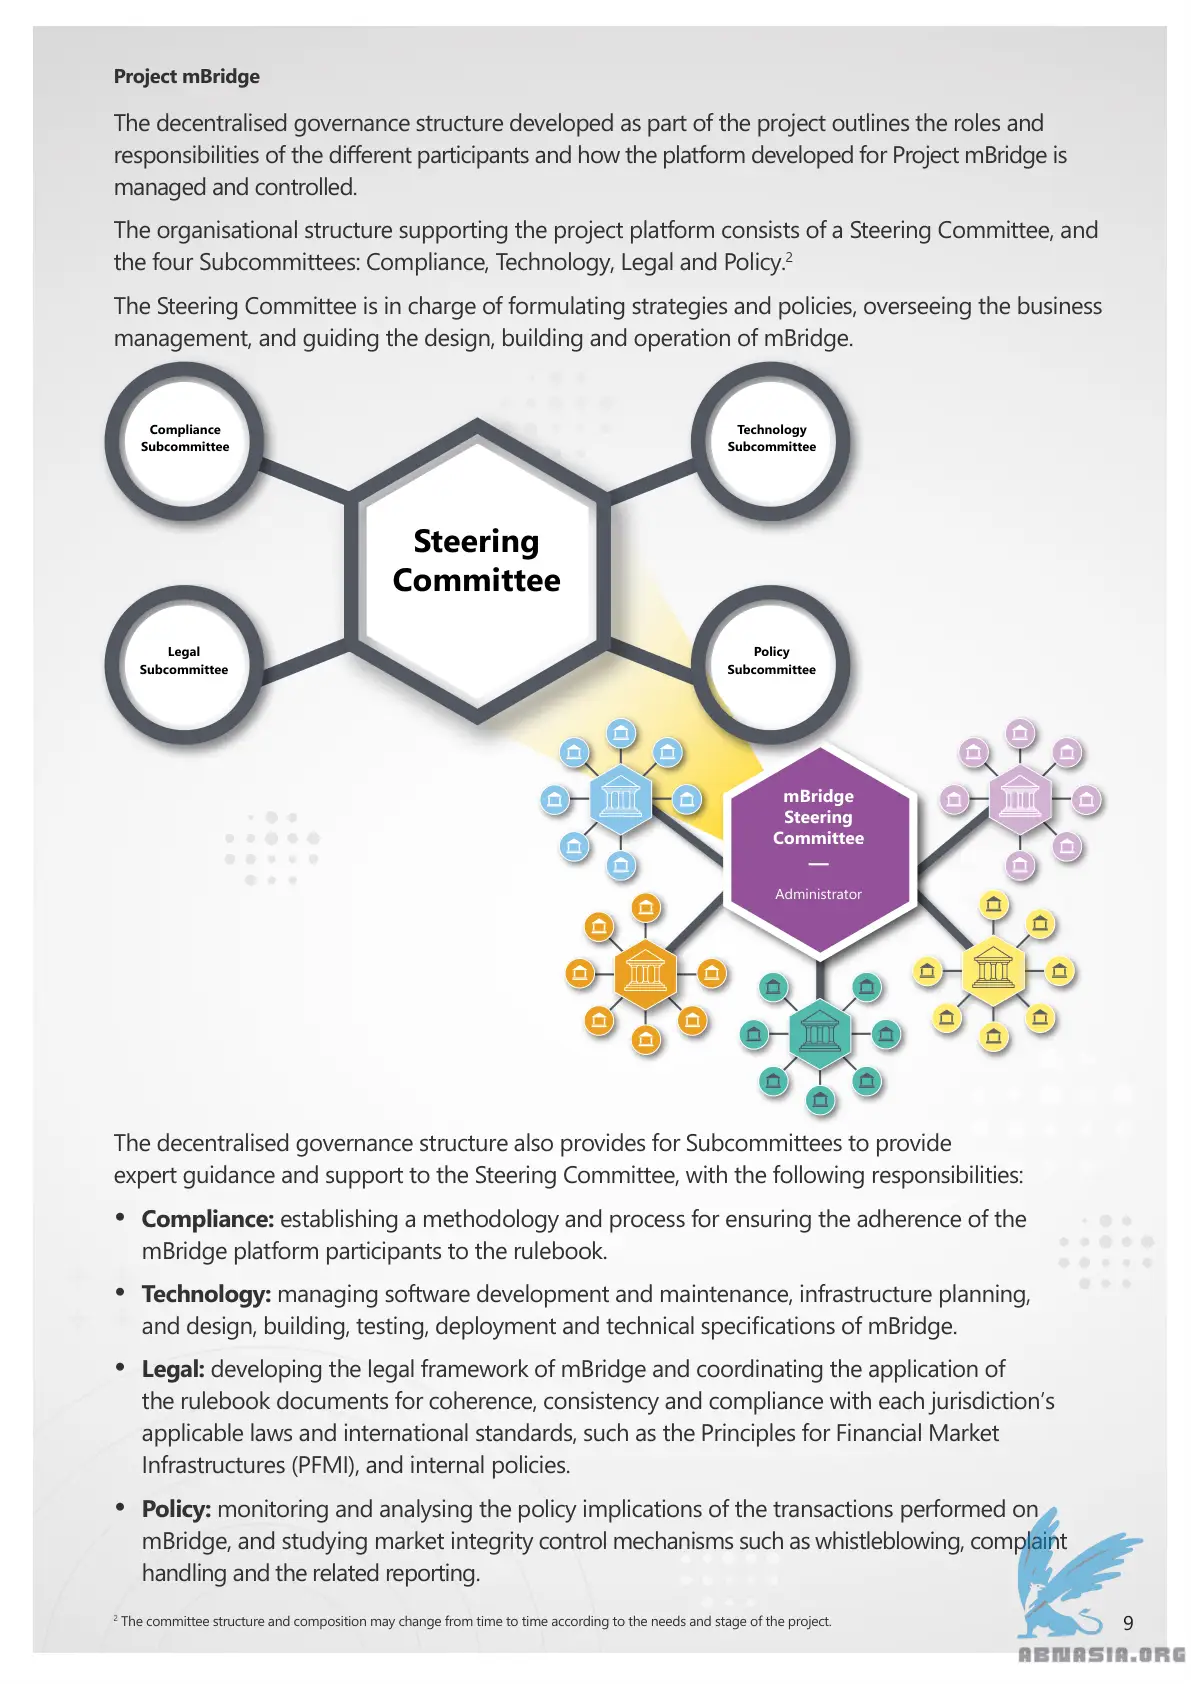 Project mBridge
The decentralised governance structure developed as part of the project outlines the roles and
responsibilities of the different participants and how the platform developed for Project mBridge is
managed and controlled.
The organisational structure supporting the project platform consists of a Steering Committee, and
the four Subcommittees: Compliance, Technology, Legal and Policy.²
The Steering Committee is in charge of formulating strategies and policies, overseeing the business
management, and guiding the design, building and operation of mBridge.
Compliance
Subcommittee
Technology
Subcommittee
Steering
Committee
Legal
Subcommittee
Policy
Subcommittee
mBridge
Steering
Committee
Administrator
The decentralised governance structure also provides for Subcommittees to provide
expert guidance and support to the Steering Committee, with the following responsibilities:
• Compliance: establishing a methodology and process for ensuring the adherence of the
mBridge platform participants to the rulebook.
• Technology: managing software development and maintenance, infrastructure planning,
and design, building, testing, deployment and technical specifications of mBridge.
• Legal: developing the legal framework of mBridge and coordinating the application of
the rulebook documents for coherence, consistency and compliance with each jurisdiction's
applicable laws and international standards, such as the Principles for Financial Market
Infrastructures (PFMI), and internal policies.
• Policy: monitoring and analysing the policy implications of the transactions performed on
mBridge, and studying market integrity control mechanisms such as whistleblowing, complaint
handling and the related reporting.
² The committee structure and composition may change from time to time according to the needs and stage of the project.
9
ABNASIA.ORG